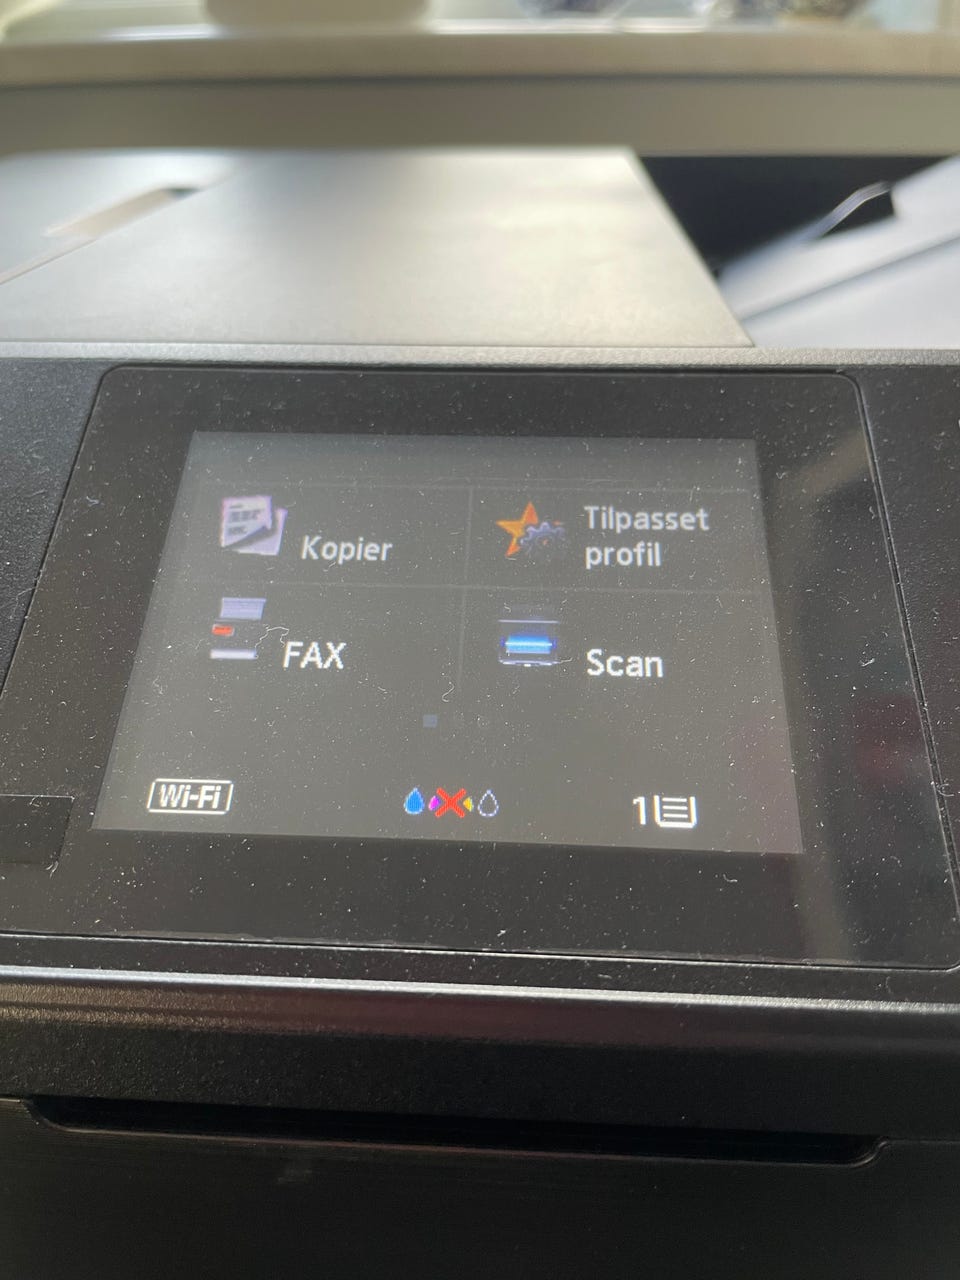 Kopier
Tilpasset
profil
FAX
Scan
Wi-Fi
1